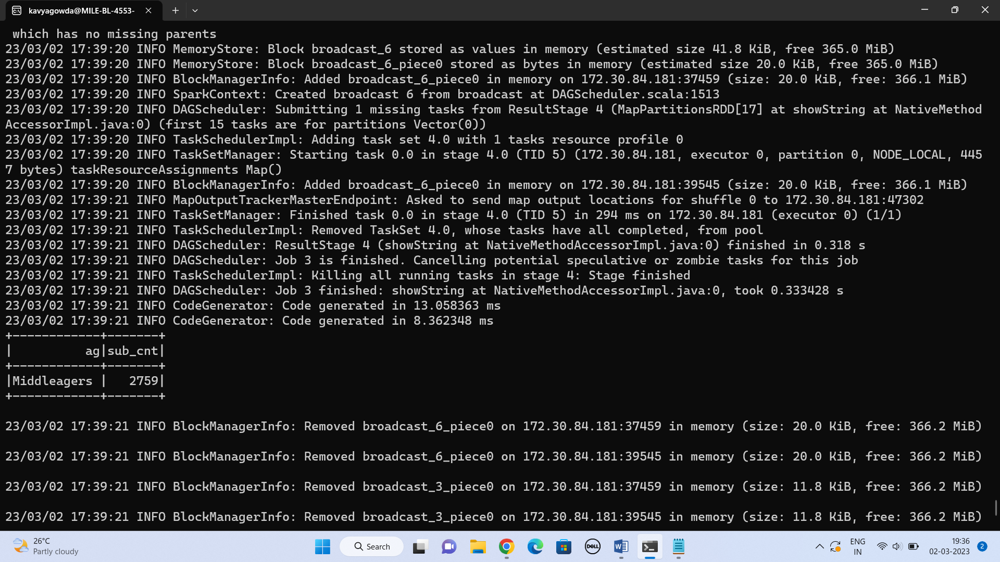 kavyagowda@MILE-BL-4553-
which has no missing parents
23/03/02 17:39:20 INFO MemoryStore: Block broadcast_6 stored as values in memory (estimated size 41.8 KiB, free 365.0 MiB)
23/03/02 17:39:20 INFO MemoryStore: Block broadcast_6_piece0 stored as bytes in memory (estimated size 20.0 KiB, free 365.0 MiB)
23/03/02 17:39:20 INFO BlockManagerInfo: Added broadcast_6_piece0 in memory on 172.30.84.181:37459 (size: 20.0 KiB, free: 366.1 MiB)
23/03/02 17:39:20 INFO SparkContext: Created broadcast 6 from broadcast at DAGScheduler.scala:1513
23/03/02 17:39:20 INFO DAGScheduler: Submitting 1 missing tasks from ResultStage 4 (MapPartitionsRDD[17] at showString at NativeMethod
AccessorImpl.java:0) (first 15 tasks are for partitions Vector(0))
23/03/02 17:39:20 INFO TaskSchedulerImpl: Adding task set 4.0 with 1 tasks resource profile 0
23/03/02 17:39:20 INFO TaskSetManager: Starting task 0.0 in stage 4.0 (TID 5) (172.30.84.181, executor 0, partition 0, NODE_LOCAL, 445
7 bytes) taskResourceAssignments Map()
23/03/02 17:39:20 INFO BlockManagerInfo: Added broadcast_6_piece0 in memory on 172.30.84.181:39545 (size: 20.0 KiB, free: 366.1 MiB)
23/03/02 17:39:21 INFO MapOutputTrackerMasterEndpoint: Asked to send map output locations for shuffle 0 to 172.30.84.181:47302
23/03/02 17:39:21 INFO TaskSetManager: Finished task 0.0 in stage 4.0 (TID 5) in 294 ms on 172.30.84.181 (executor 0) (1/1)
23/03/02 17:39:21 INFO TaskSchedulerImpl: Removed TaskSet 4.0, whose tasks have all completed, from pool
23/03/02 17:39:21 INFO DAGScheduler: ResultStage 4 (showString at NativeMethodAccessorImpl.java:0) finished in 0.318 s
23/03/02 17:39:21 INFO DAGScheduler: Job 3 is finished. Cancelling potential speculative or zombie tasks for this job
23/03/02 17:39:21 INFO TaskSchedulerImpl: Killing all running tasks in stage 4: Stage finished
23/03/02 17:39:21 INFO DAGScheduler: Job 3 finished: showString at NativeMethodAccessorImpl.java:0, took 0.333428 s
23/03/02 17:39:21 INFO CodeGenerator: Code generated in 13.058363 ms
23/03/02 17:39:21 INFO CodeGenerator: Code generated in 8.362348 ms
+------------+-------+
|          ag|sub_cnt|
+------------+-------+
|Middleagers |   2759|
+------------+-------+
23/03/02 17:39:21 INFO BlockManagerInfo: Removed broadcast_6_piece0 on 172.30.84.181:37459 in memory (size: 20.0 KiB, free: 366.2 MiB)
23/03/02 17:39:21 INFO BlockManagerInfo: Removed broadcast_6_piece0 on 172.30.84.181:39545 in memory (size: 20.0 KiB, free: 366.2 MiB)
23/03/02 17:39:21 INFO BlockManagerInfo: Removed broadcast_3_piece0 on 172.30.84.181:37459 in memory (size: 11.8 KiB, free: 366.2 MiB)
23/03/02 17:39:21 INFO BlockManagerInfo: Removed broadcast_3_piece0 on 172.30.84.181:39545 in memory (size: 11.8 KiB, free: 366.2 MiB)
26°C
Partly cloudy
Search
DELL
W
ENG
IN
19:36
02-03-2023
2